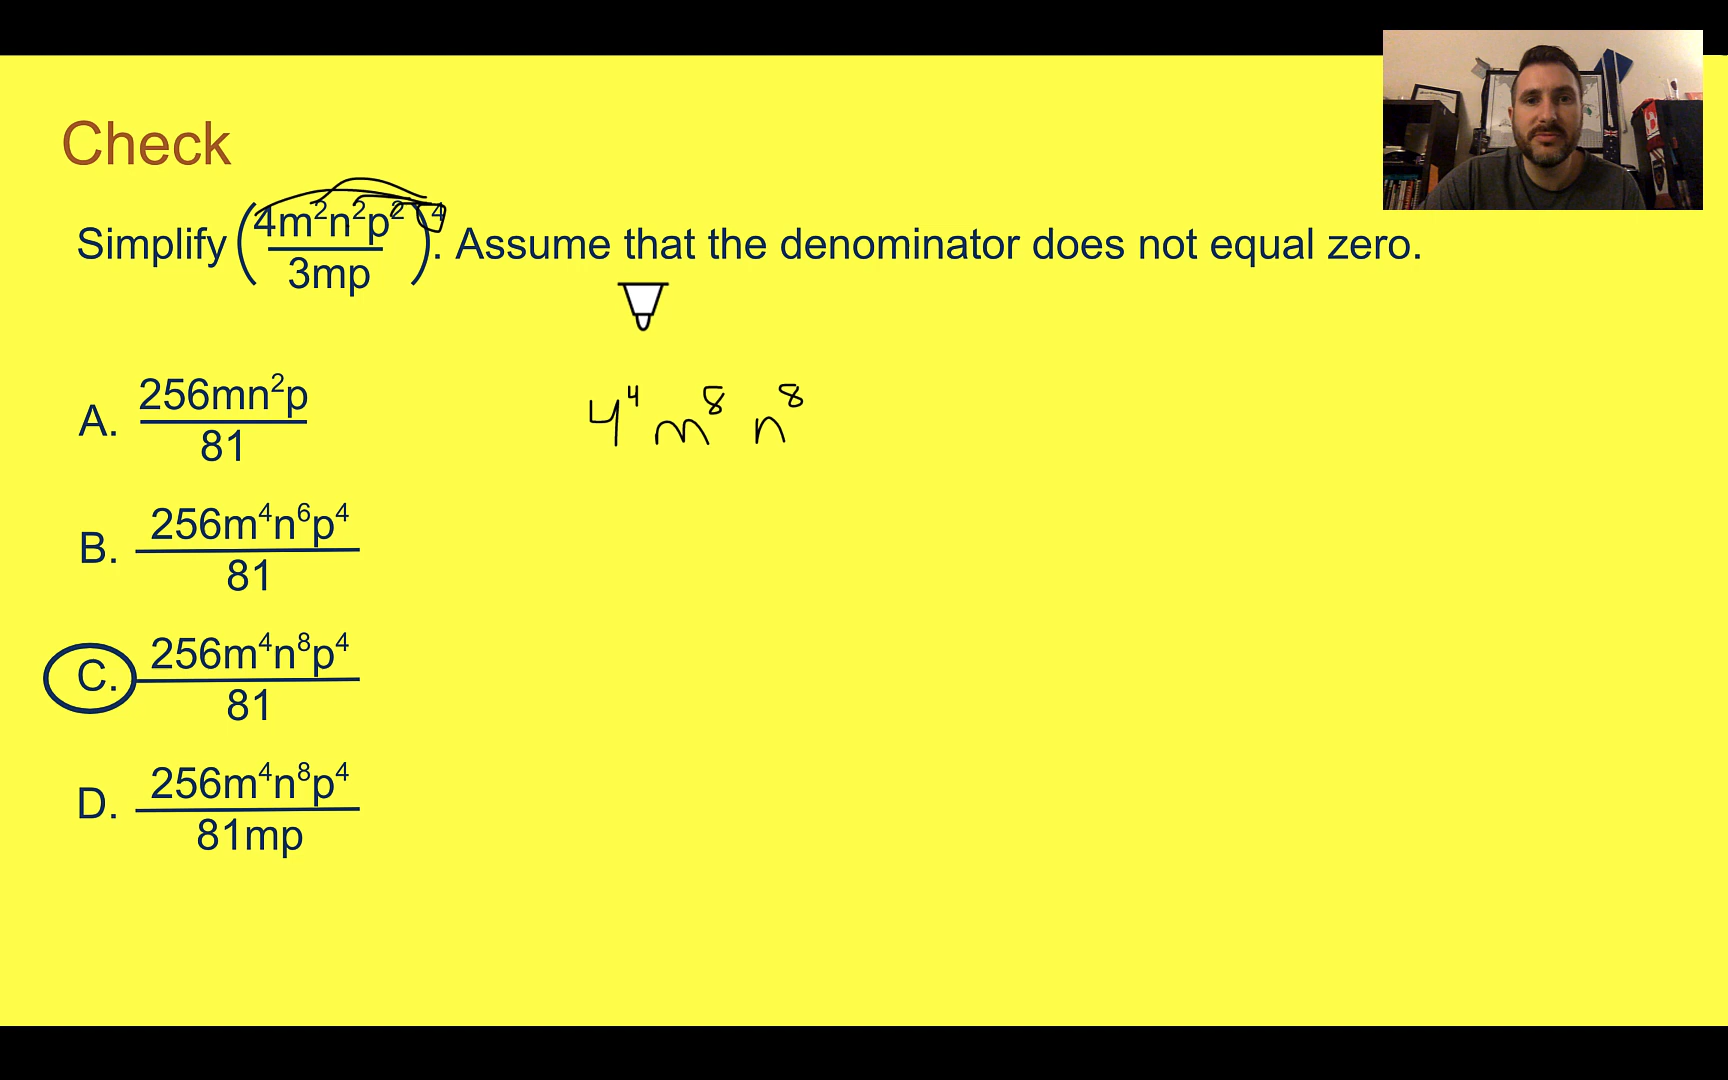 Check
Simplify (4m²n²p²/3mp)⁴. Assume that the denominator does not equal zero.
4⁴ m⁸ n⁸
A. 256mn²p/81
B. 256m⁴n⁶p⁴/81
C. 256m⁴n⁸p⁴/81
D. 256m⁴n⁸p⁴/81mp